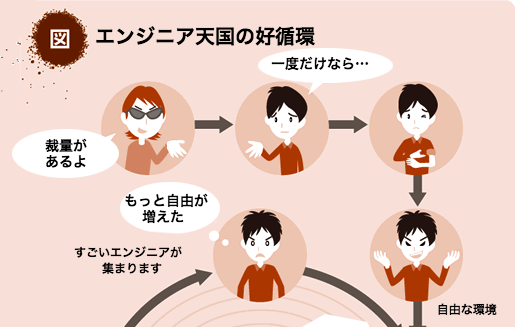 図
エンジニア天国の好循環
一度だけなら…
裁量が
あるよ
もっと自由が
増えた
すごいエンジニアが
集まります
自由な環境